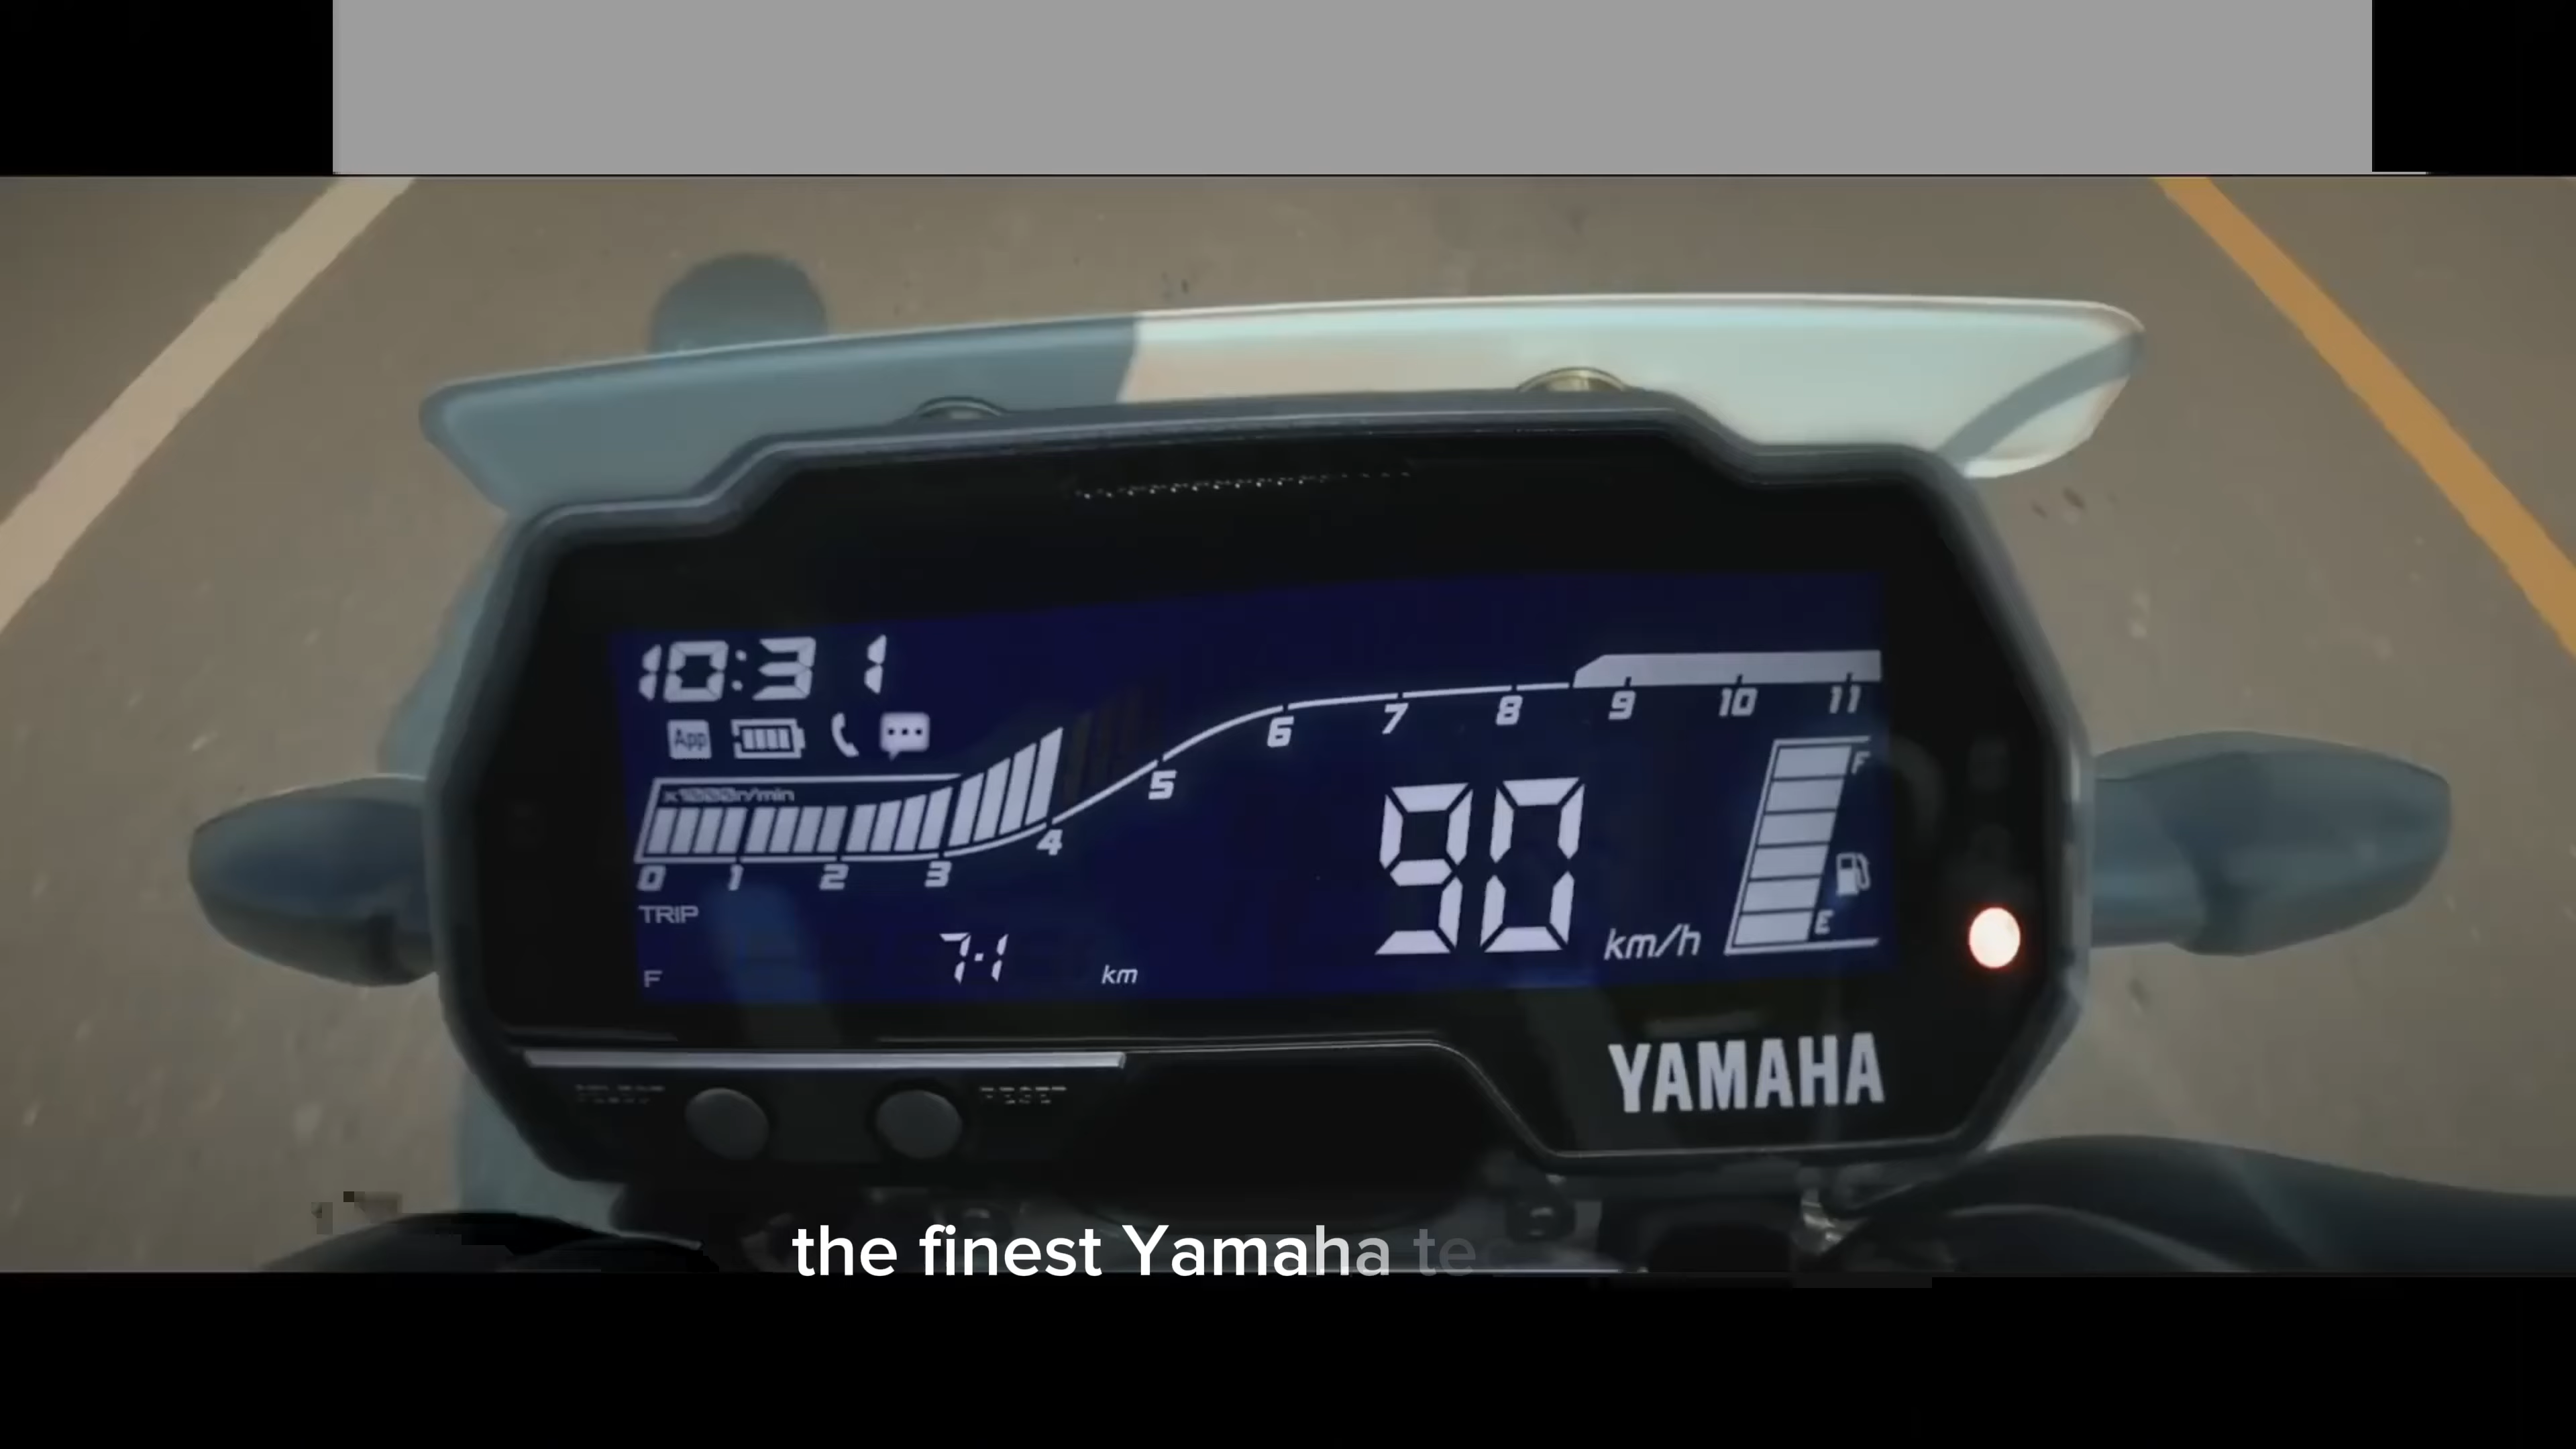 10:31
App
x1000r/min
0 1 2 3 4 5 6 7 8 9 10 11
F
E
90 km/h
TRIP
F
7.1 km
YAMAHA
RESET
the finest Yamaha te